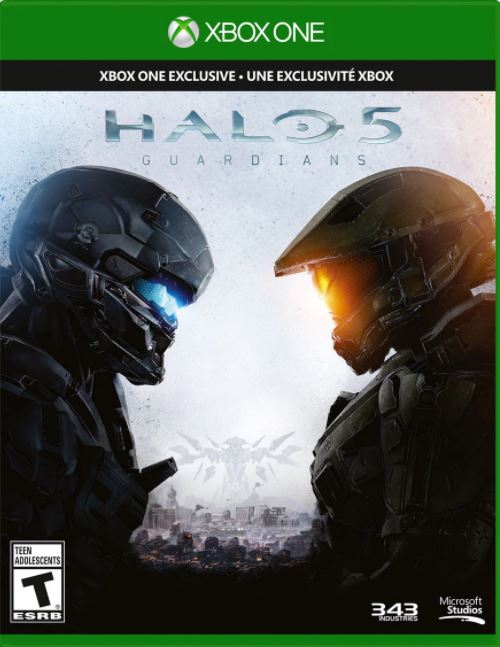 XBOX ONE
XBOX ONE EXCLUSIVE • UNE EXCLUSIVITÉ XBOX
HALO 5
GUARDIANS
TEEN
ADOLESCENTS
T
ESRB
343
INDUSTRIES
Microsoft
Studios